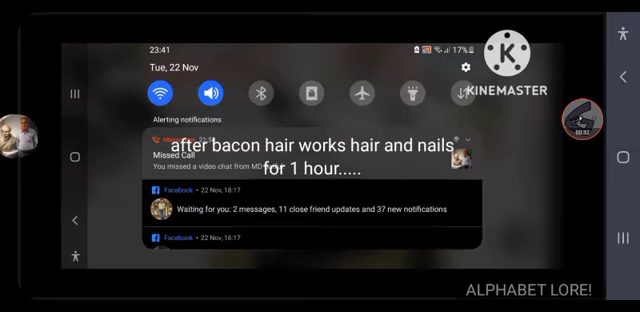 23:41
17%
Tue, 22 Nov
K
KINEMASTER
Alerting notifications
after bacon hair works hair and nails
for 1 hour.....
Missed Call
You missed a video chat from MD
Facebook • 22 Nov, 18:17
Waiting for you: 2 messages, 11 close friend updates and 37 new notifications
Facebook • 22 Nov, 16:17
00:32
ALPHABET LORE!